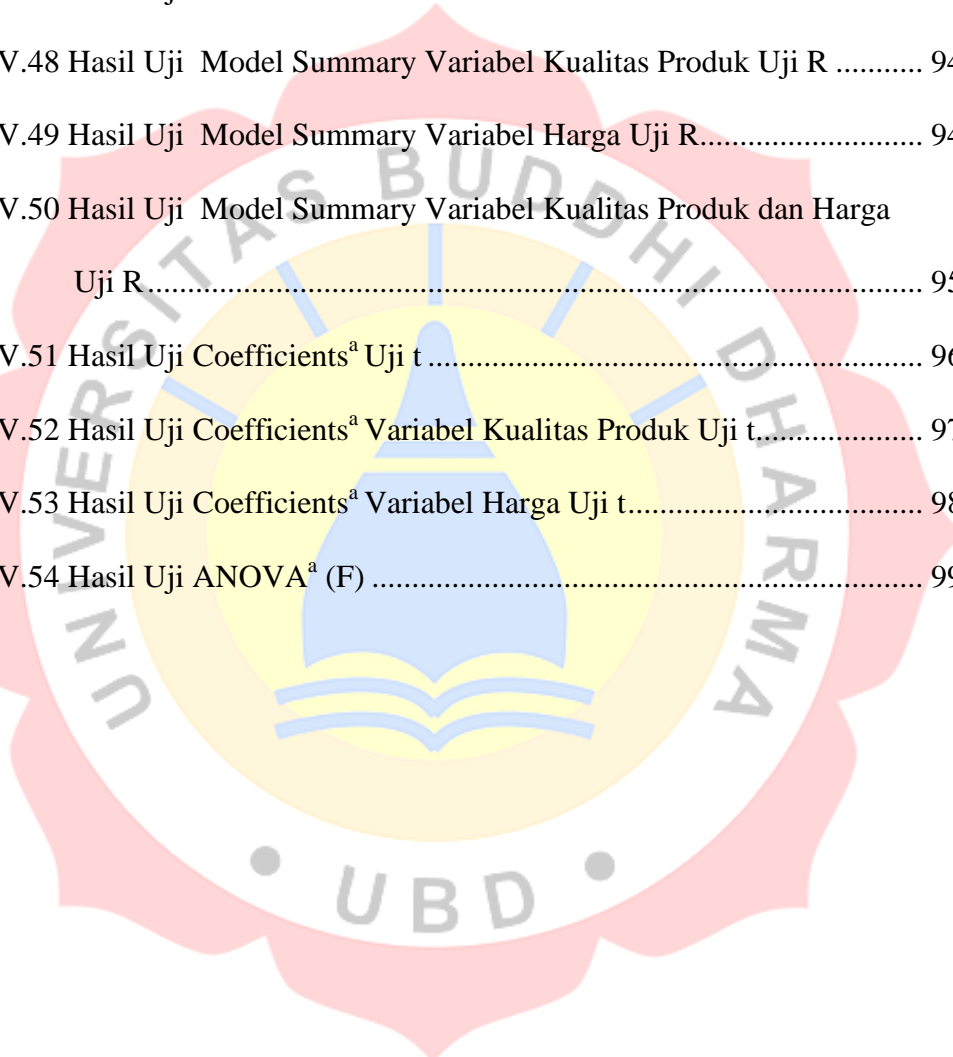 V.48 Hasil Uji Model Summary Variabel Kualitas Produk Uji R ........... 94
V.49 Hasil Uji Model Summary Variabel Harga Uji R............................ 94
V.50 Hasil Uji Model Summary Variabel Kualitas Produk dan Harga
Uji R................................................................................................. 95
V.51 Hasil Uji Coefficientsᵃ Uji t .............................................................. 96
V.52 Hasil Uji Coefficientsᵃ Variabel Kualitas Produk Uji t..................... 97
V.53 Hasil Uji Coefficientsᵃ Variabel Harga Uji t..................................... 98
V.54 Hasil Uji ANOVAᵃ (F) ..................................................................... 99
UNIVERSITAS BUDDHI DHARMA
• UBD •